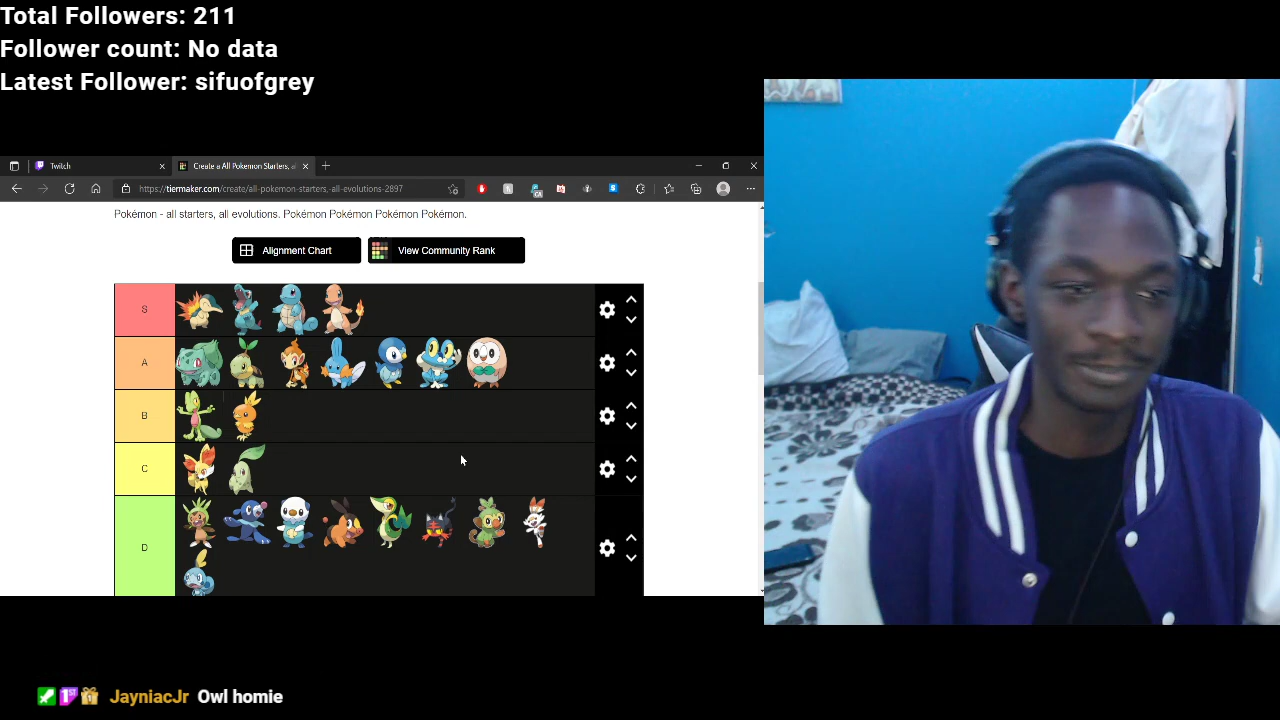 Total Followers: 211
Follower count: No data
Latest Follower: sifuofgrey
Twitch
Create a All Pokemon Starters, a
https://tiermaker.com/create/all-pokemon-starters,-all-evolutions-2897
Pokémon - all starters, all evolutions. Pokémon Pokémon Pokémon Pokémon.
Alignment Chart
View Community Rank
S
A
B
C
D
JayniacJr Owl homie